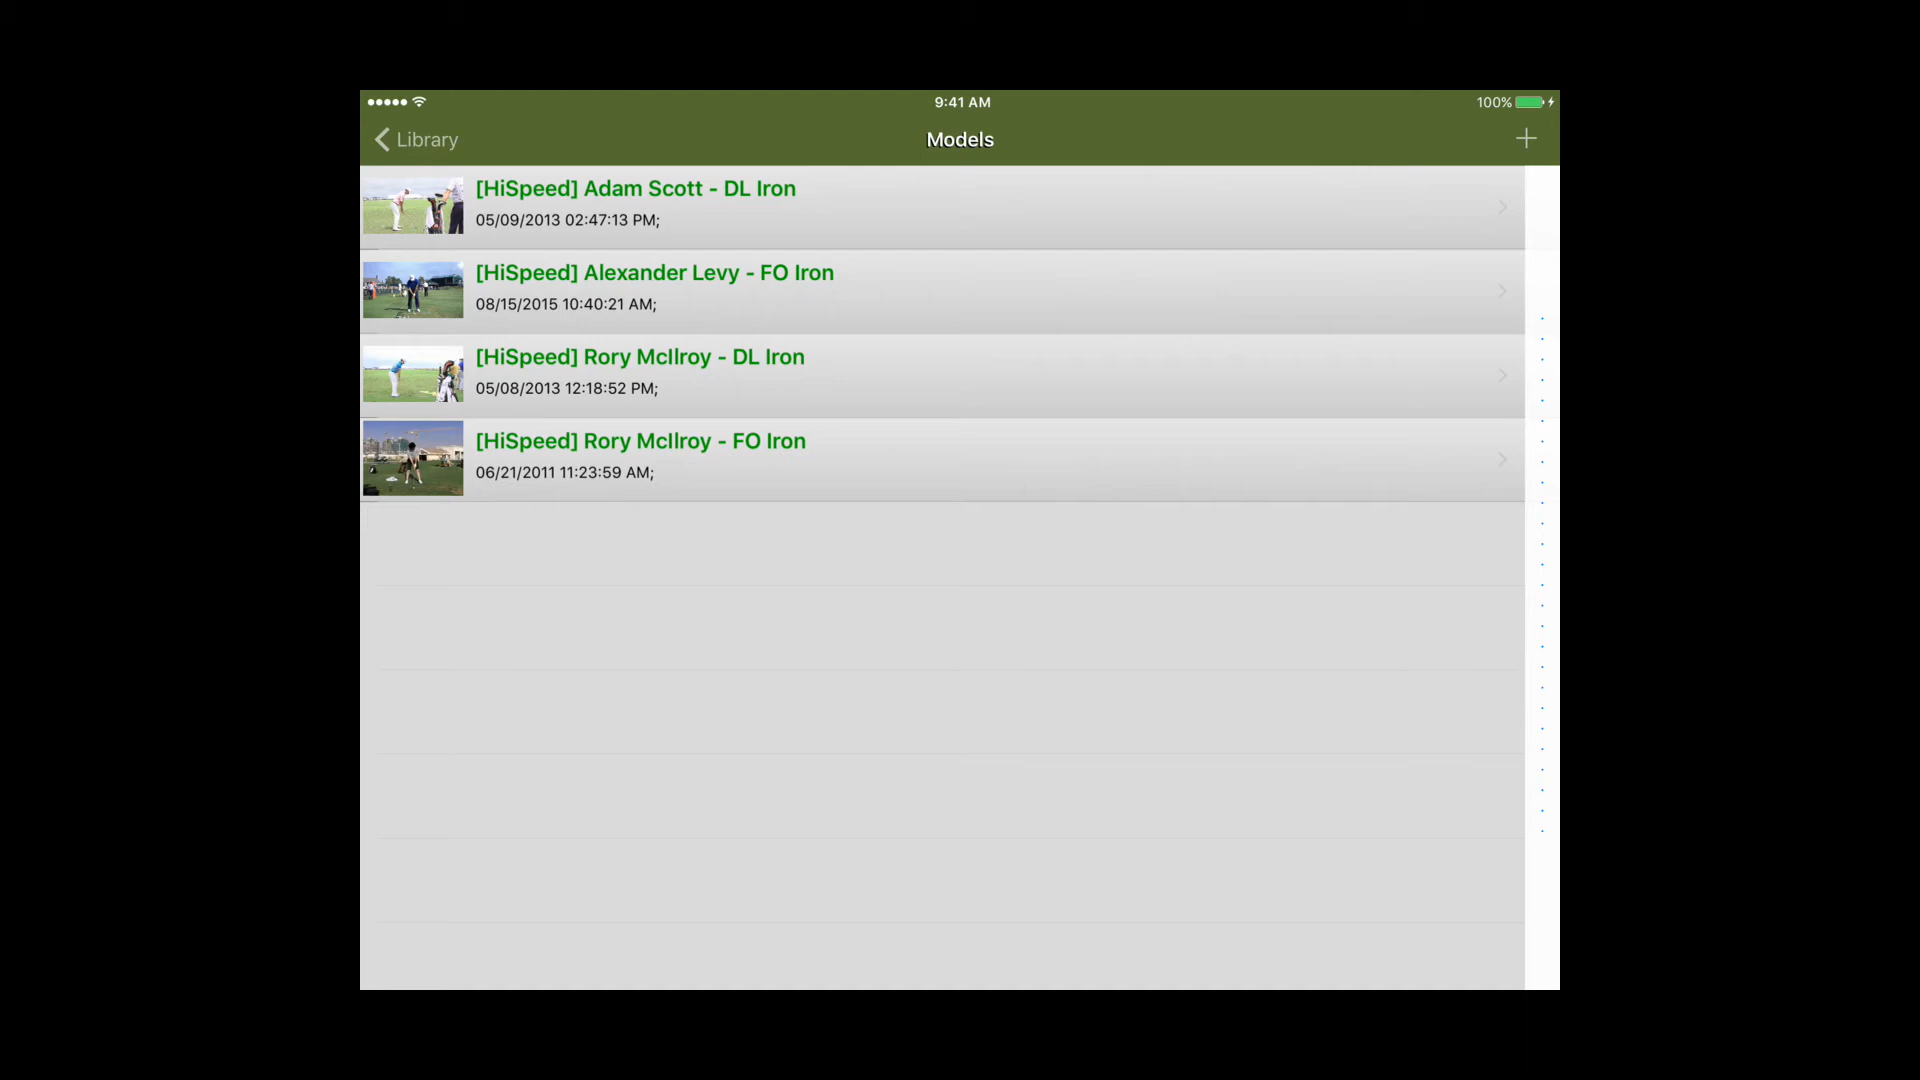 9:41 AM
100%
Library
Models
[HiSpeed] Adam Scott - DL Iron
05/09/2013 02:47:13 PM;
[HiSpeed] Alexander Levy - FO Iron
08/15/2015 10:40:21 AM;
[HiSpeed] Rory McIlroy - DL Iron
05/08/2013 12:18:52 PM;
[HiSpeed] Rory McIlroy - FO Iron
06/21/2011 11:23:59 AM;